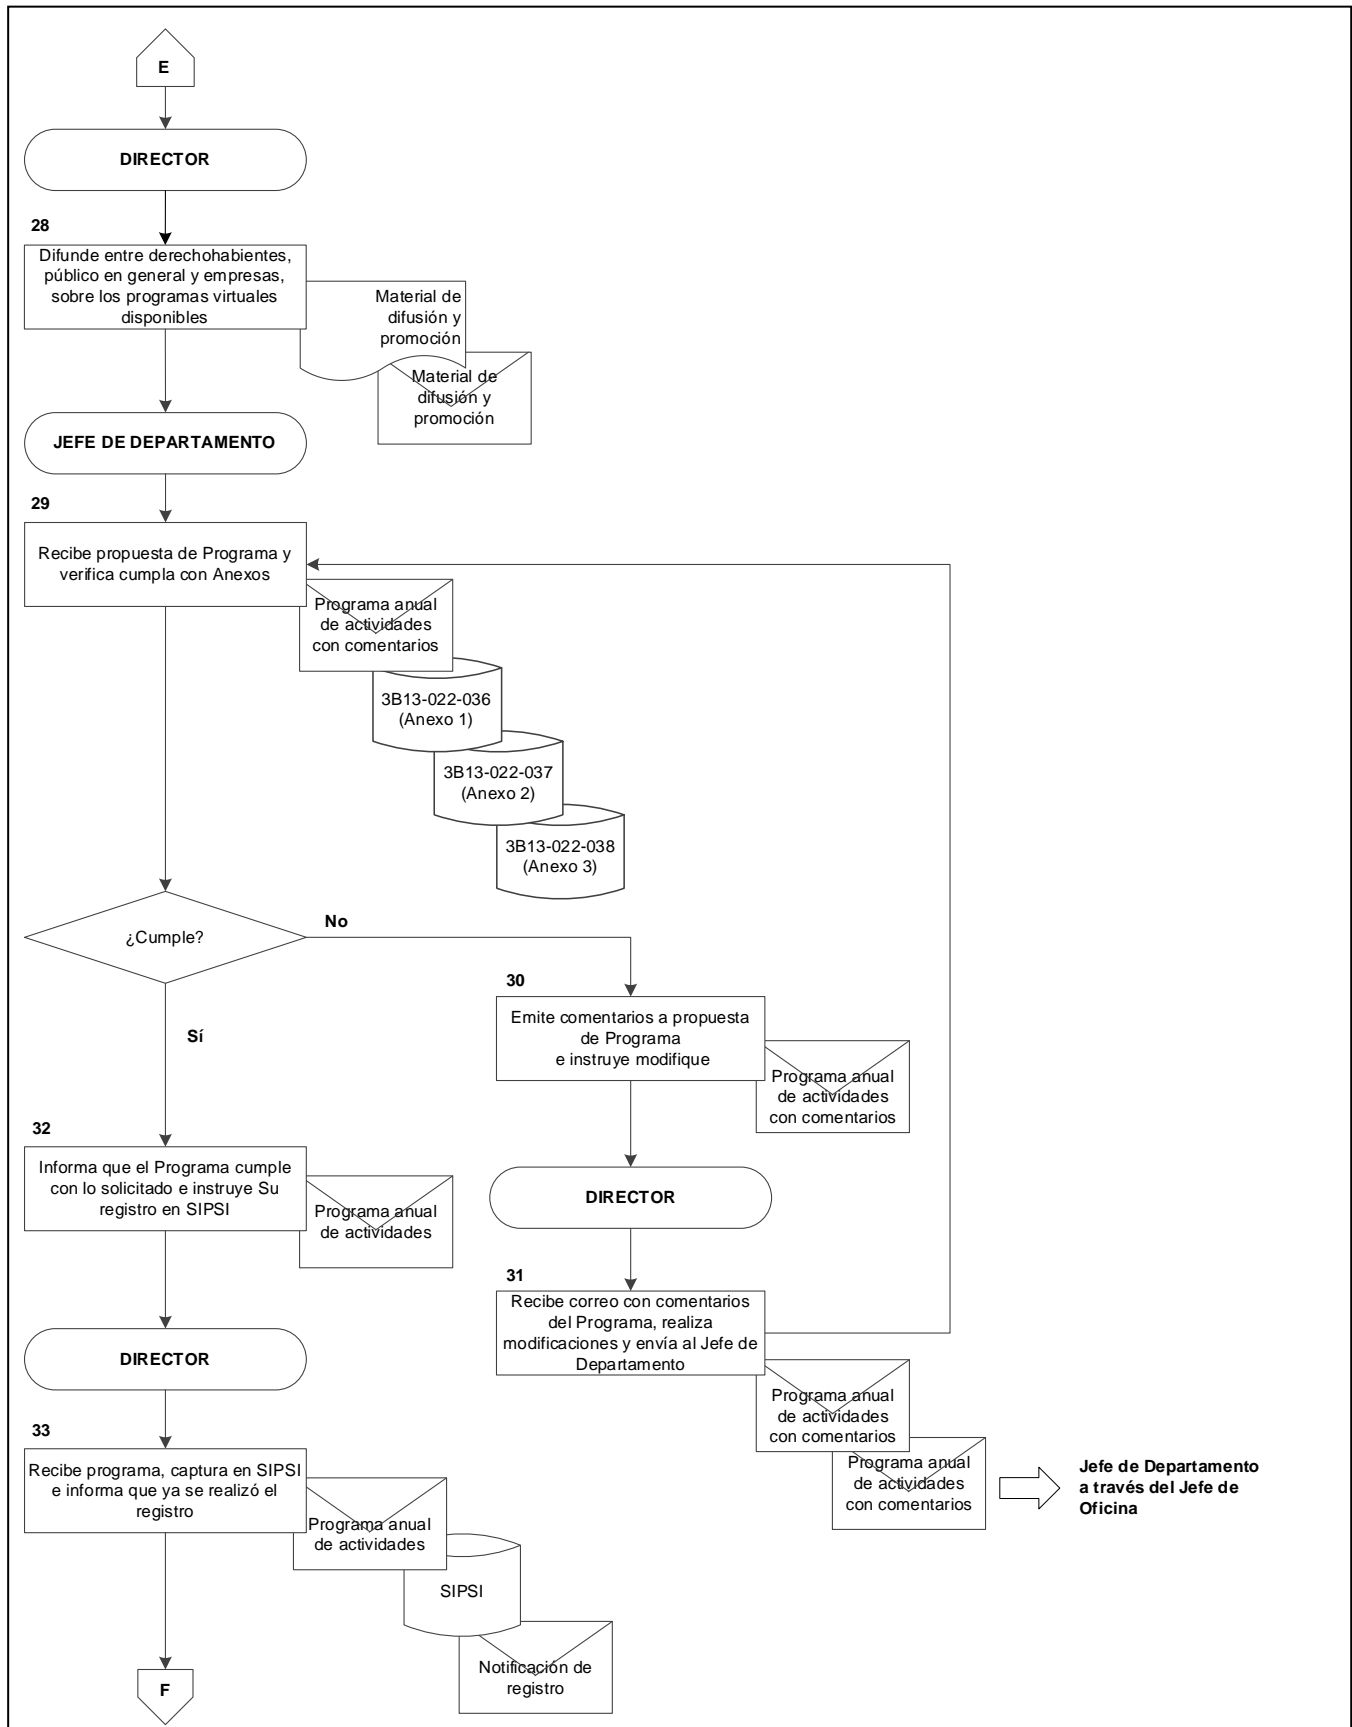 E
DIRECTOR
28
Difunde entre derechohabientes,
público en general y empresas,
sobre los programas virtuales
disponibles
Material de
difusión y
promoción
Material de
difusión y
promoción
JEFE DE DEPARTAMENTO
29
Recibe propuesta de Programa y
verifica cumpla con Anexos
Programa anual
de actividades
con comentarios
3B13-022-036
(Anexo 1)
3B13-022-037
(Anexo 2)
3B13-022-038
(Anexo 3)
¿Cumple?
No
Sí
30
Emite comentarios a propuesta
de Programa
e instruye modifique
Programa anual
de actividades
con comentarios
DIRECTOR
31
Recibe correo con comentarios
del Programa, realiza
modificaciones y envía al Jefe de
Departamento
Programa anual
de actividades
con comentarios
Programa anual
de actividades
con comentarios
Jefe de Departamento
a través del Jefe de
Oficina
32
Informa que el Programa cumple
con lo solicitado e instruye Su
registro en SIPSI
Programa anual
de actividades
DIRECTOR
33
Recibe programa, captura en SIPSI
e informa que ya se realizó el
registro
Programa anual
de actividades
SIPSI
Notificación de
registro
F